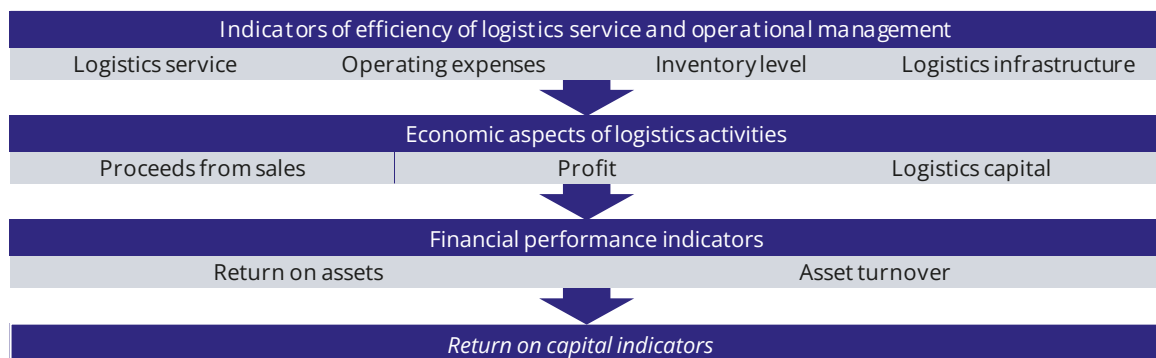 Indicators of efficiency of logistics service and operational management
Logistics service Operating expenses Inventory level Logistics infrastructure
Economic aspects of logistics activities
Proceeds from sales Profit Logistics capital
Financial performance indicators
Return on assets Asset turnover
Return on capital indicators